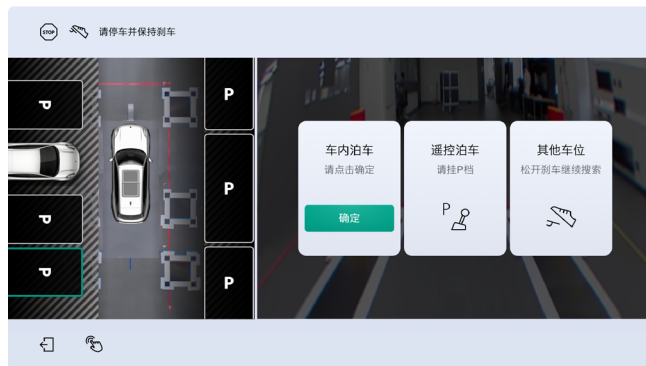 STOP
请停车并保持刹车
P
P
P
P
P
P
车内泊车
请点击确定
确定
遥控泊车
请挂P档
P
其他车位
松开刹车继续搜索